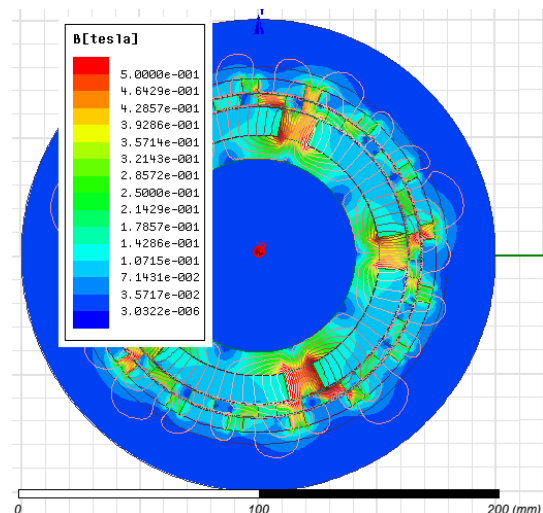 B[tesla]
5.0000e-001
4.6429e-001
4.2857e-001
3.9286e-001
3.5714e-001
3.2143e-001
2.8572e-001
2.5000e-001
2.1429e-001
1.7857e-001
1.4286e-001
1.0715e-001
7.1431e-002
3.5717e-002
3.0322e-006
0 100 200 (mm)